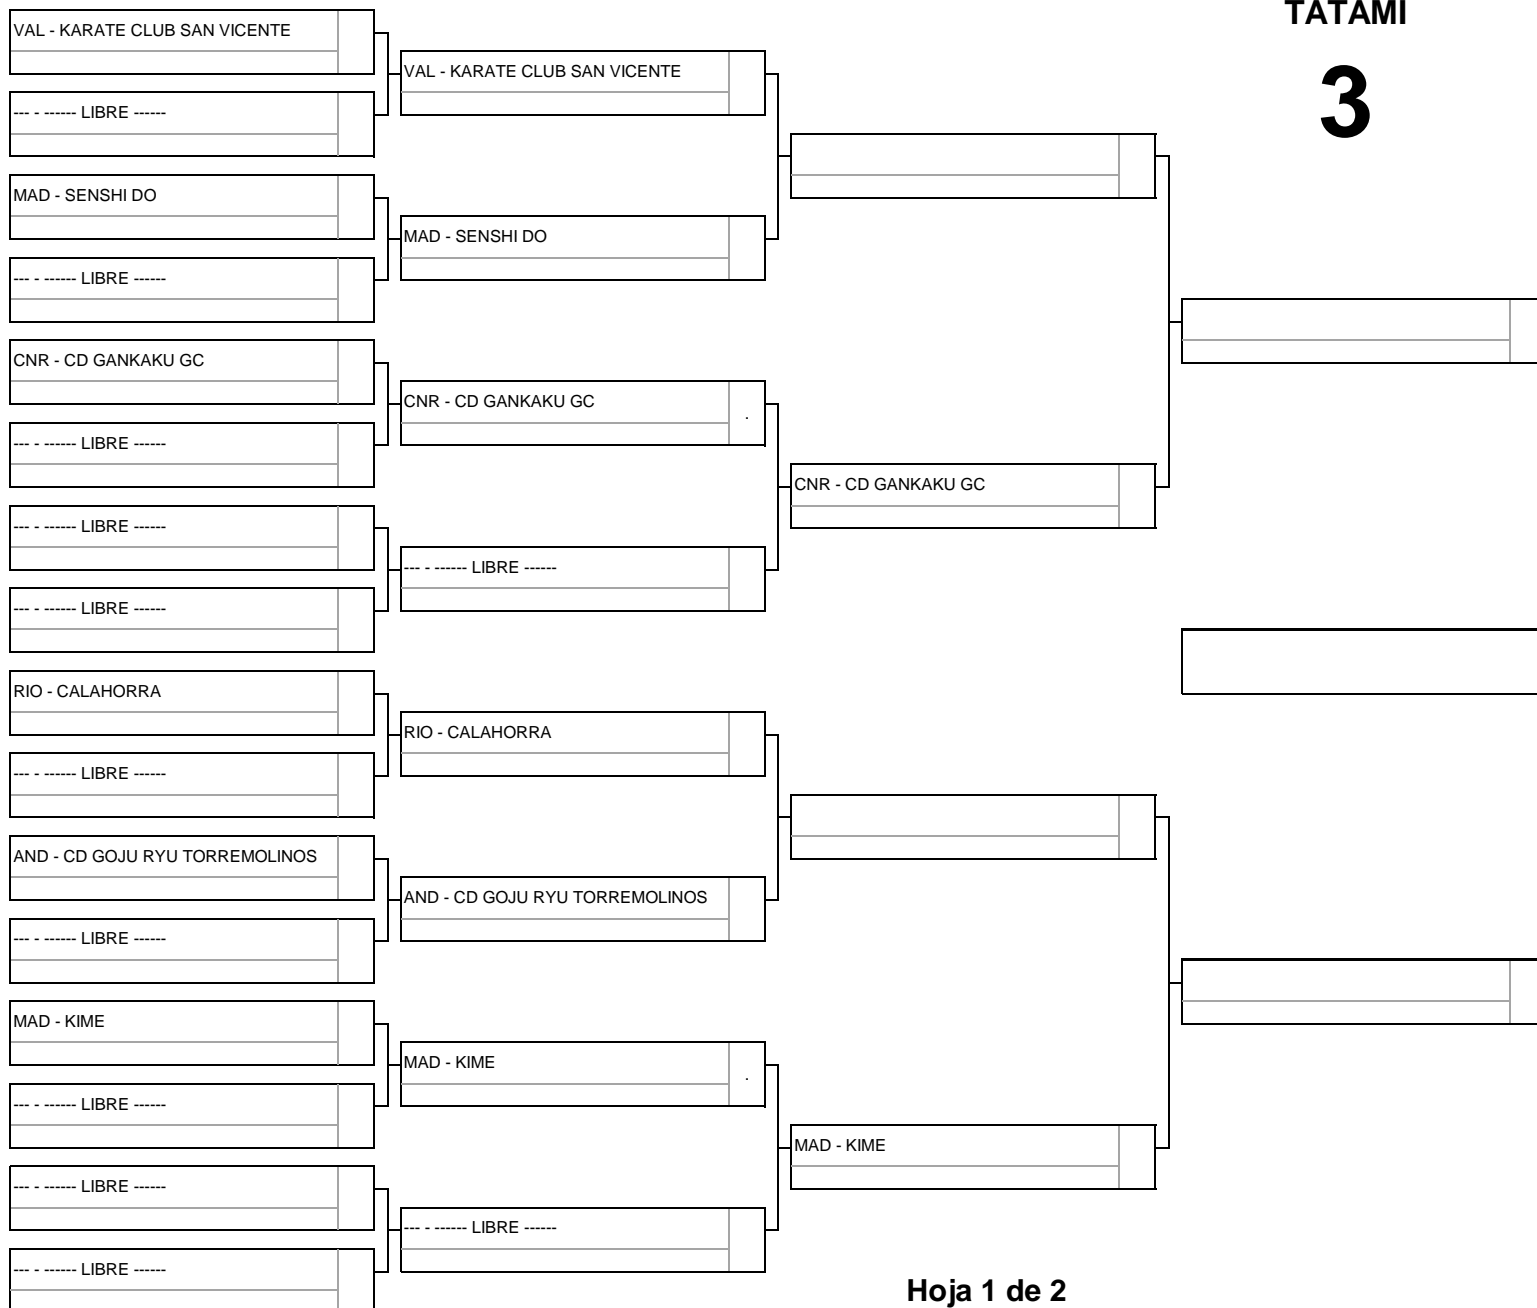 TATAMI
3
VAL - KARATE CLUB SAN VICENTE
--- - ------ LIBRE ------
MAD - SENSHI DO
--- - ------ LIBRE ------
CNR - CD GANKAKU GC
--- - ------ LIBRE ------
--- - ------ LIBRE ------
--- - ------ LIBRE ------
RIO - CALAHORRA
--- - ------ LIBRE ------
AND - CD GOJU RYU TORREMOLINOS
--- - ------ LIBRE ------
MAD - KIME
--- - ------ LIBRE ------
--- - ------ LIBRE ------
--- - ------ LIBRE ------
VAL - KARATE CLUB SAN VICENTE
MAD - SENSHI DO
CNR - CD GANKAKU GC .
--- - ------ LIBRE ------
RIO - CALAHORRA
AND - CD GOJU RYU TORREMOLINOS
MAD - KIME .
--- - ------ LIBRE ------
CNR - CD GANKAKU GC
MAD - KIME
Hoja 1 de 2